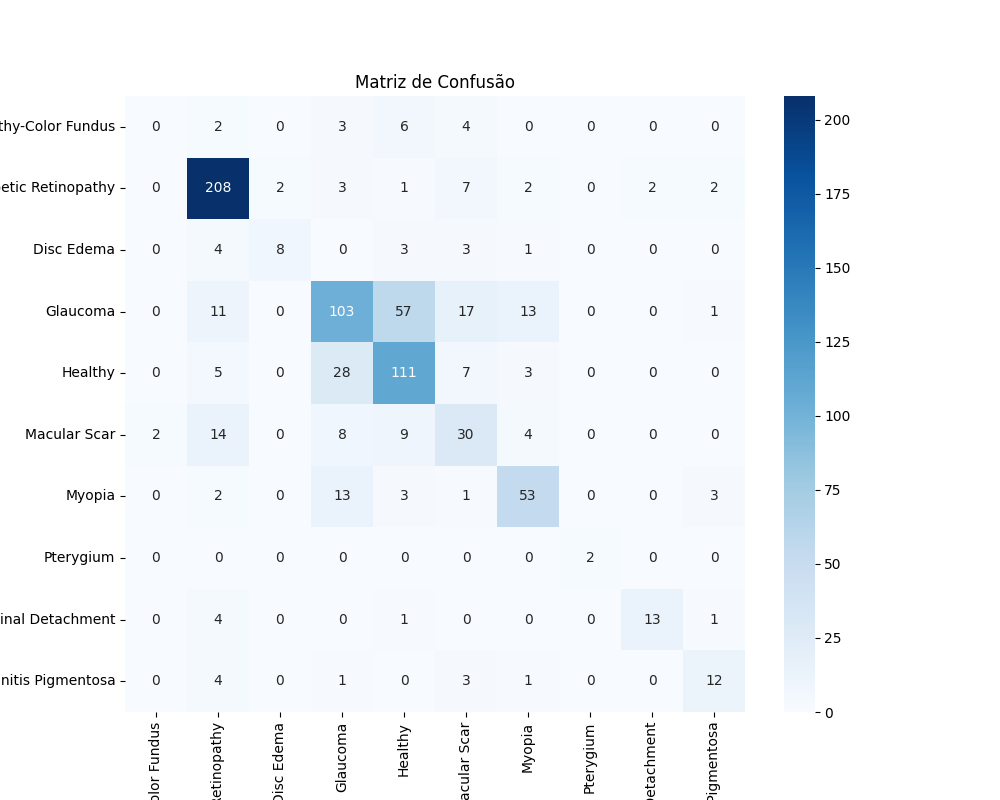 Matriz de Confusão
thy-Color Fundus 0 2 0 3 6 4 0 0 0 0
etic Retinopathy 0 208 2 3 1 7 2 0 2 2
Disc Edema 0 4 8 0 3 3 1 0 0 0
Glaucoma 0 11 0 103 57 17 13 0 0 1
Healthy 0 5 0 28 111 7 3 0 0 0
Macular Scar 2 14 0 8 9 30 4 0 0 0
Myopia 0 2 0 13 3 1 53 0 0 3
Pterygium 0 0 0 0 0 0 0 2 0 0
inal Detachment 0 4 0 0 1 0 0 0 13 1
nitis Pigmentosa 0 4 0 1 0 3 1 0 0 12
olor Fundus
Retinopathy
Disc Edema
Glaucoma
Healthy
acular Scar
Myopia
Pterygium
Detachment
Pigmentosa
200
175
150
125
100
75
50
25
0